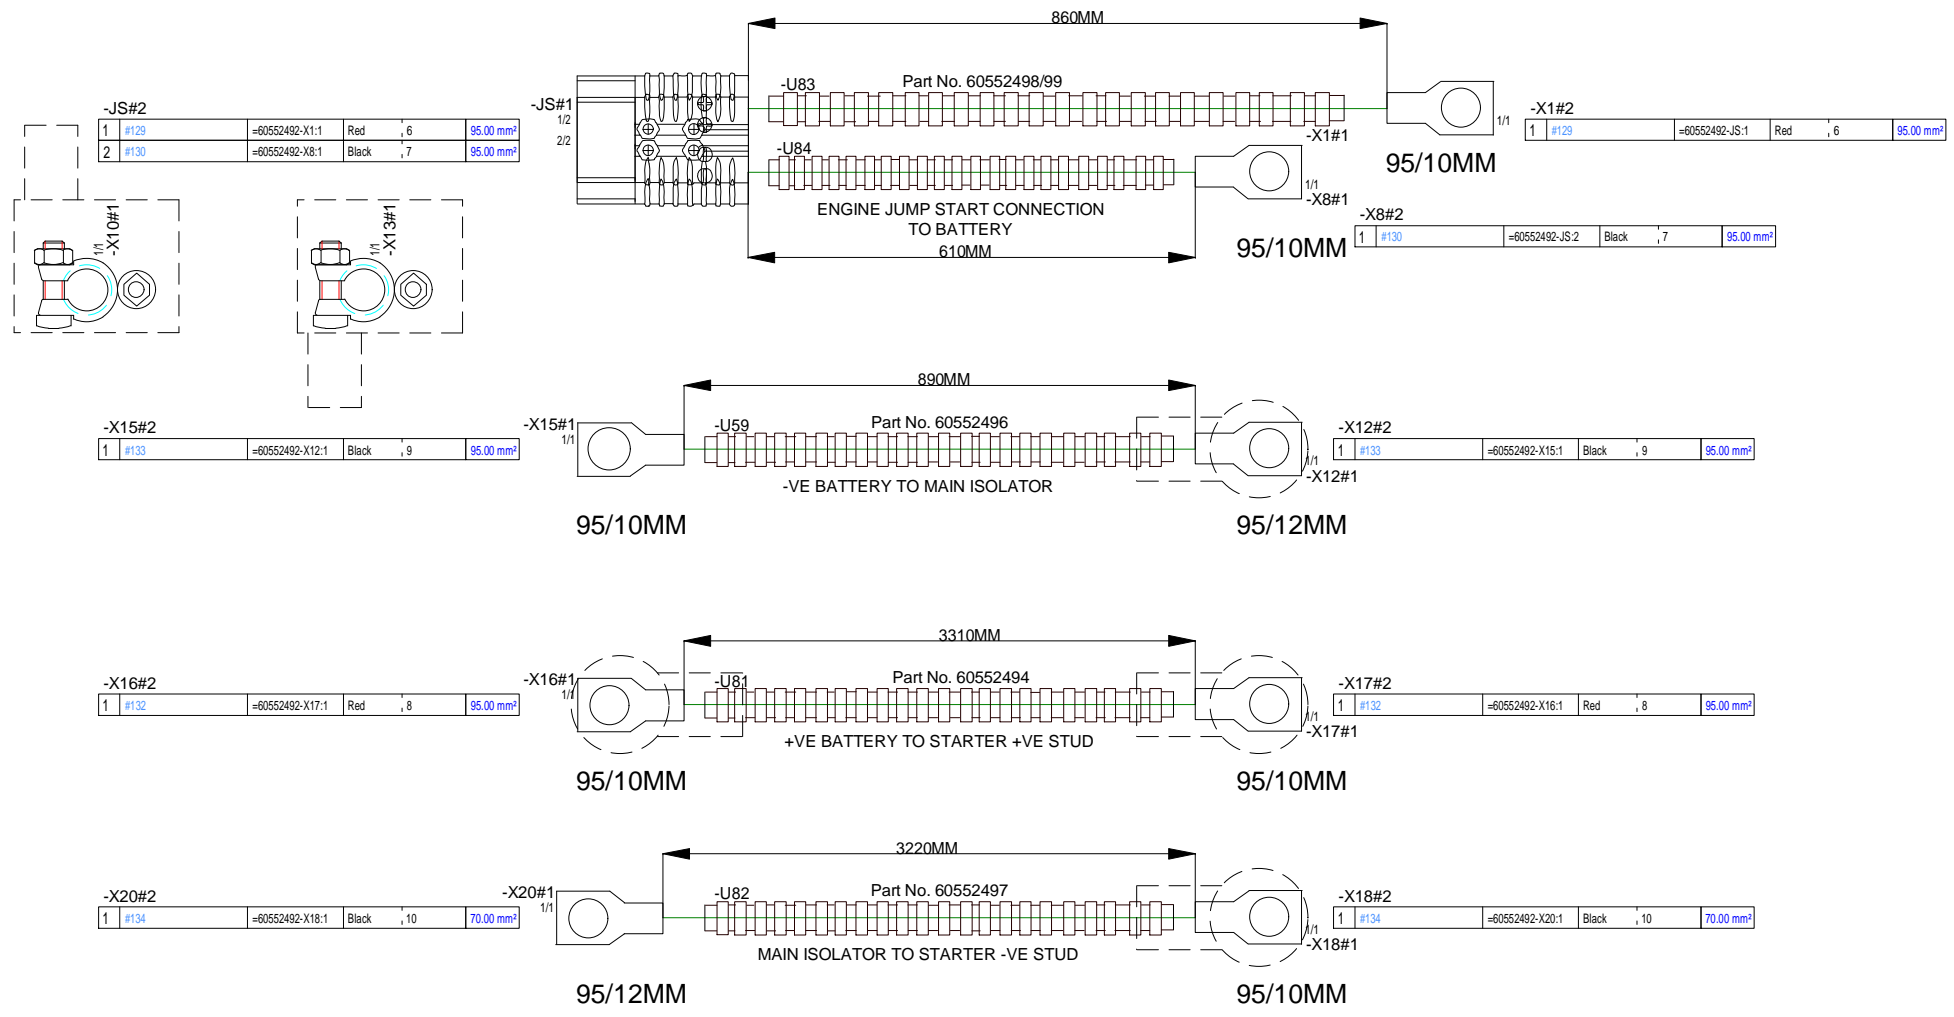 860MM
-JS#2
1 #129 =60552492-X1:1 Red 6 95.00 mm²
2 #130 =60552492-X8:1 Black 7 95.00 mm²
-JS#1
1/2
2/2
-U83
Part No. 60552498/99
-X1#1
1/1
95/10MM
-X1#2
1 #129 =60552492-JS:1 Red 6 95.00 mm²
-U84
1/1
-X8#1
ENGINE JUMP START CONNECTION
TO BATTERY
610MM
95/10MM
-X8#2
1 #130 =60552492-JS:2 Black 7 95.00 mm²
1/1
-X10#1
1/1
-X13#1
890MM
-X15#2
1 #133 =60552492-X12:1 Black 9 95.00 mm²
-X15#1
1/1
-U59
Part No. 60552496
-VE BATTERY TO MAIN ISOLATOR
1/1
-X12#1
-X12#2
1 #133 =60552492-X15:1 Black 9 95.00 mm²
95/10MM
95/12MM
3310MM
-X16#2
1 #132 =60552492-X17:1 Red 8 95.00 mm²
-X16#1
1/1
-U81
Part No. 60552494
+VE BATTERY TO STARTER +VE STUD
1/1
-X17#1
-X17#2
1 #132 =60552492-X16:1 Red 8 95.00 mm²
95/10MM
95/10MM
3220MM
-X20#2
1 #134 =60552492-X18:1 Black 10 70.00 mm²
-X20#1
1/1
-U82
Part No. 60552497
MAIN ISOLATOR TO STARTER -VE STUD
1/1
-X18#1
-X18#2
1 #134 =60552492-X20:1 Black 10 70.00 mm²
95/12MM
95/10MM